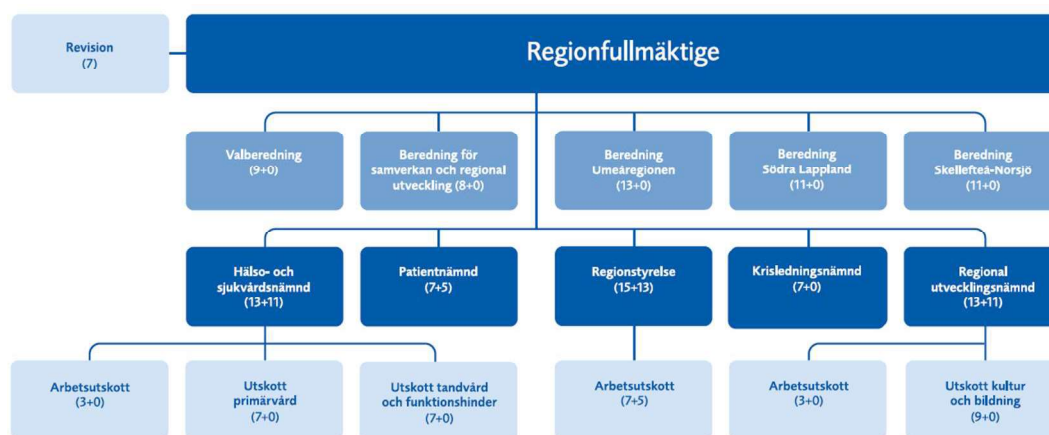 Revision
(7)
Regionfullmäktige
Valberedning
(9+0)
Beredning för
samverkan och regional
utveckling (8+0)
Beredning
Umeåregionen
(13+0)
Beredning
Södra Lappland
(11+0)
Beredning
Skellefteå-Norsjö
(11+0)
Hälso- och
sjukvårdsnämnd
(13+11)
Patientnämnd
(7+5)
Regionstyrelse
(15+13)
Krisledningsnämnd
(7+0)
Regional
utvecklingsnämnd
(13+11)
Arbetsutskott
(3+0)
Utskott
primärvård
(7+0)
Utskott tandvård
och funktionshinder
(7+0)
Arbetsutskott
(7+5)
Arbetsutskott
(3+0)
Utskott kultur
och bildning
(9+0)